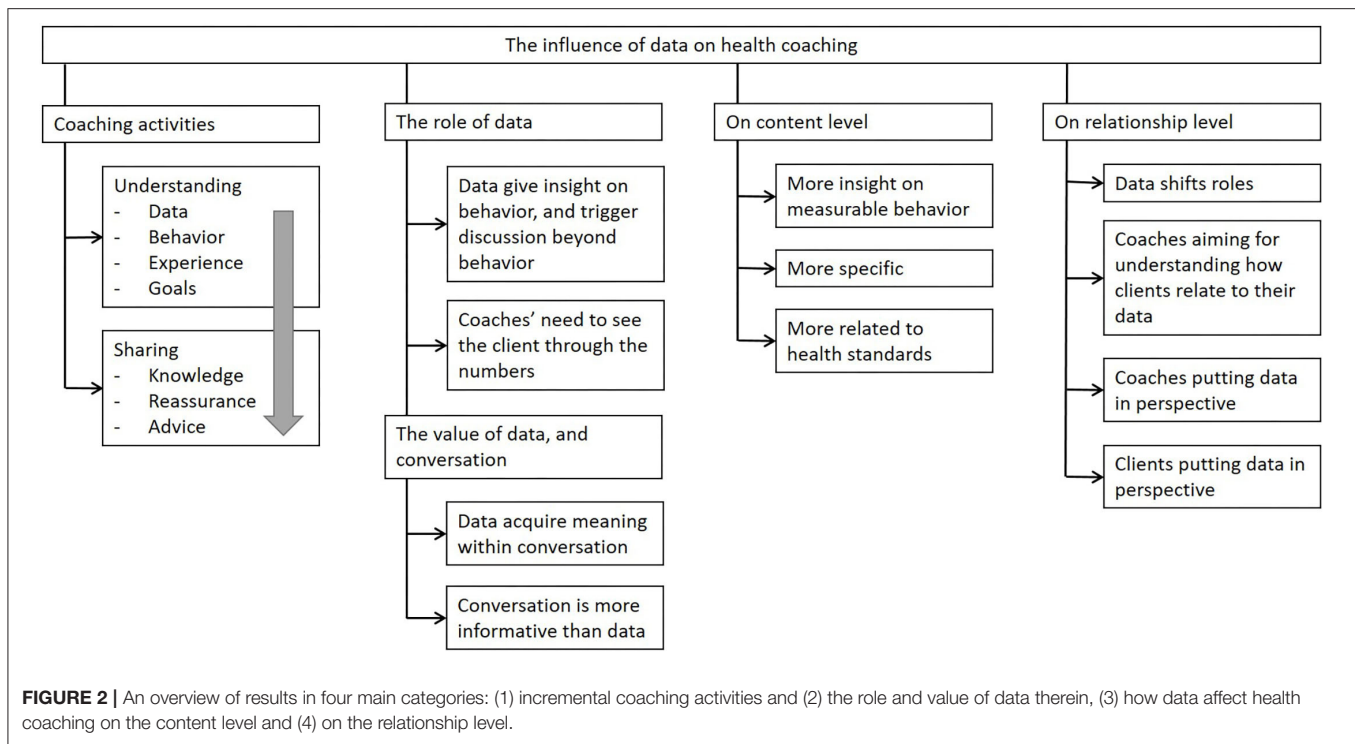 The influence of data on health coaching
Coaching activities
Understanding
- Data
- Behavior
- Experience
- Goals
Sharing
- Knowledge
- Reassurance
- Advice
The role of data
Data give insight on
behavior, and trigger
discussion beyond
behavior
Coaches’ need to see
the client through the
numbers
The value of data, and
conversation
Data acquire meaning
within conversation
Conversation is more
informative than data
On content level
More insight on
measurable behavior
More specific
More related to
health standards
On relationship level
Data shifts roles
Coaches aiming for
understanding how
clients relate to their
data
Coaches putting data
in perspective
Clients putting data in
perspective
FIGURE 2 | An overview of results in four main categories: (1) incremental coaching activities and (2) the role and value of data therein, (3) how data affect health
coaching on the content level and (4) on the relationship level.